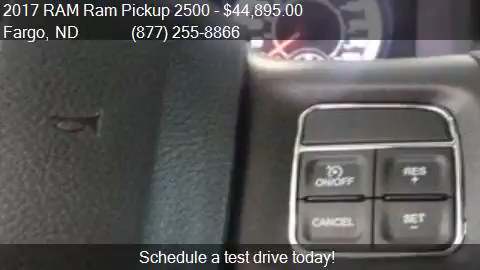 2017 RAM Ram Pickup 2500 - $44,895.00
Fargo, ND (877) 255-8866
ON/OFF
RES
+
CANCEL
SET
-
Schedule a test drive today!